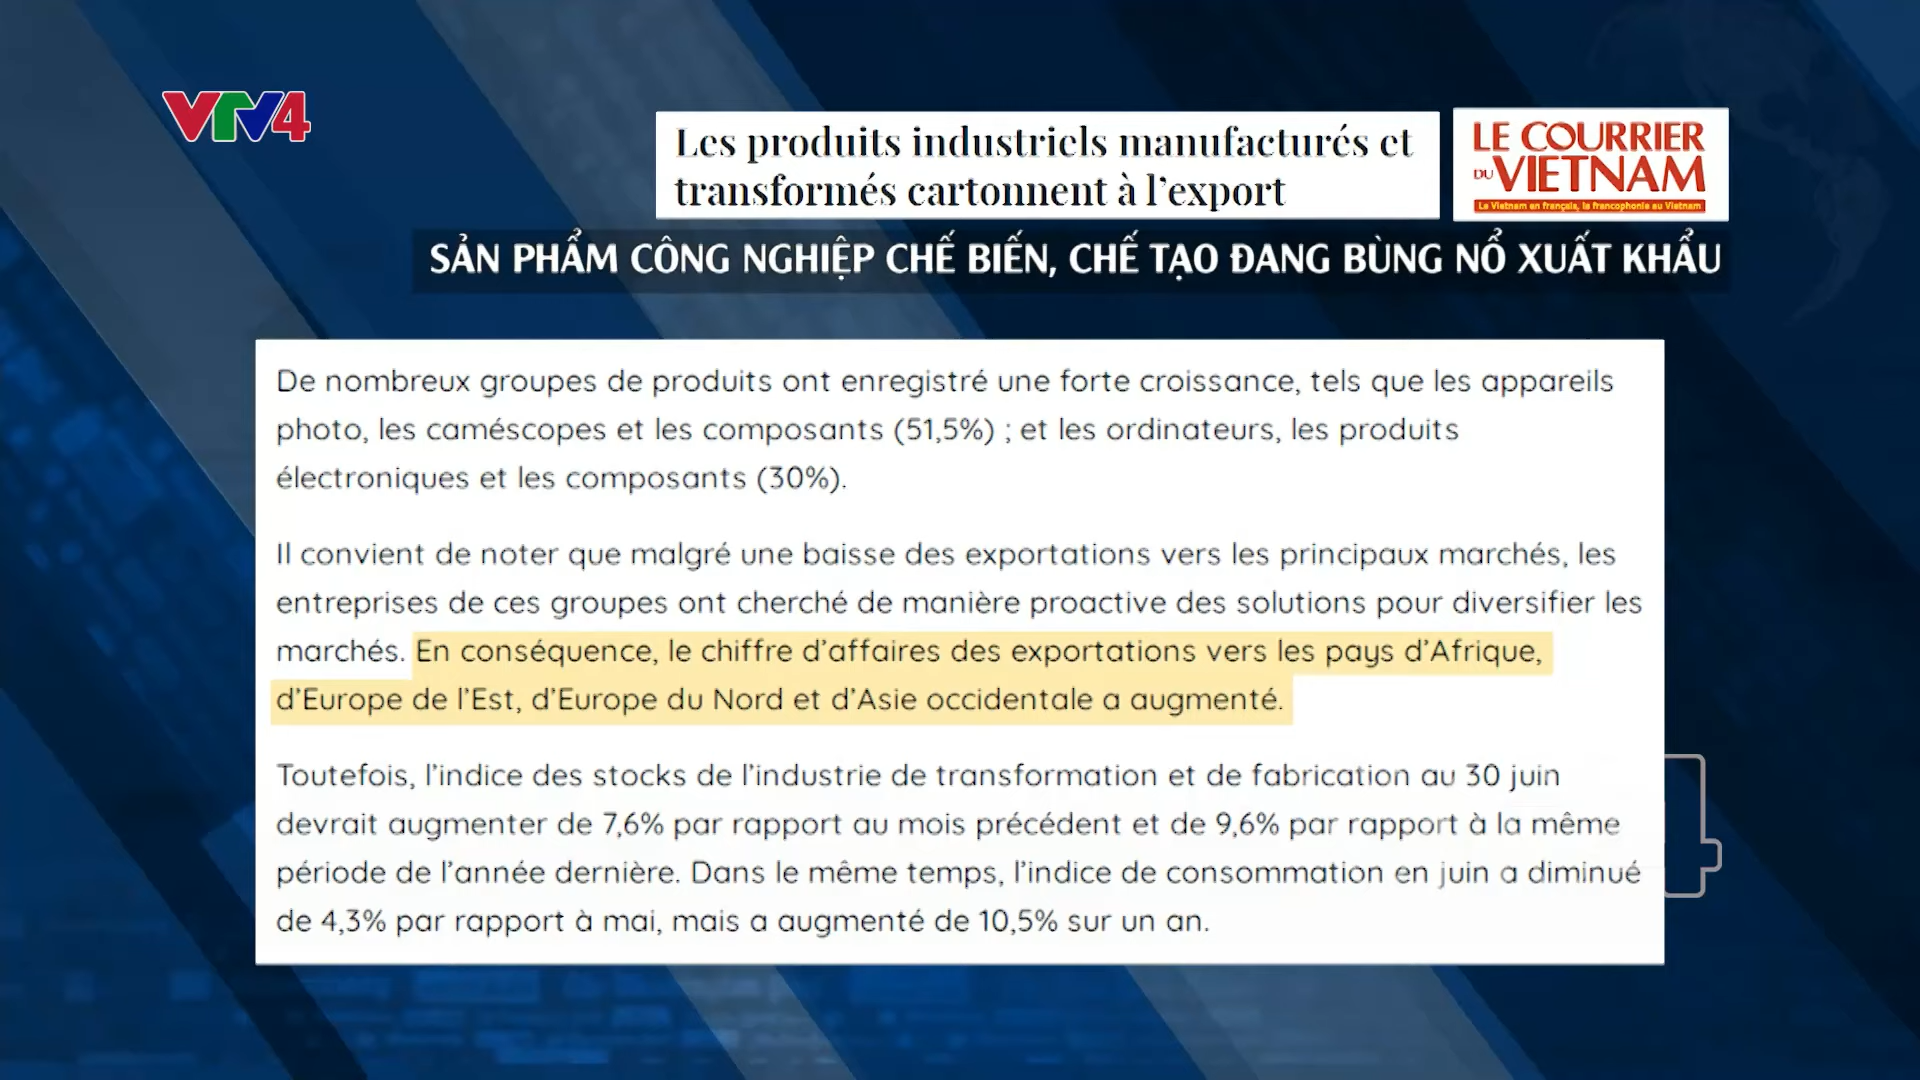 VTV4
Les produits industriels manufacturés et
transformés cartonnent à l’export
LE COURRIER
DU VIETNAM
Le Vietnam en français, la francophonie au Vietnam
SẢN PHẨM CÔNG NGHIỆP CHẾ BIẾN, CHẾ TẠO ĐANG BÙNG NỔ XUẤT KHẨU
De nombreux groupes de produits ont enregistré une forte croissance, tels que les appareils
photo, les caméscopes et les composants (51,5%) ; et les ordinateurs, les produits
électroniques et les composants (30%).
Il convient de noter que malgré une baisse des exportations vers les principaux marchés, les
entreprises de ces groupes ont cherché de manière proactive des solutions pour diversifier les
marchés. En conséquence, le chiffre d’affaires des exportations vers les pays d’Afrique,
d’Europe de l’Est, d’Europe du Nord et d’Asie occidentale a augmenté.
Toutefois, l’indice des stocks de l’industrie de transformation et de fabrication au 30 juin
devrait augmenter de 7,6% par rapport au mois précédent et de 9,6% par rapport à la même
période de l’année dernière. Dans le même temps, l’indice de consommation en juin a diminué
de 4,3% par rapport à mai, mais a augmenté de 10,5% sur un an.